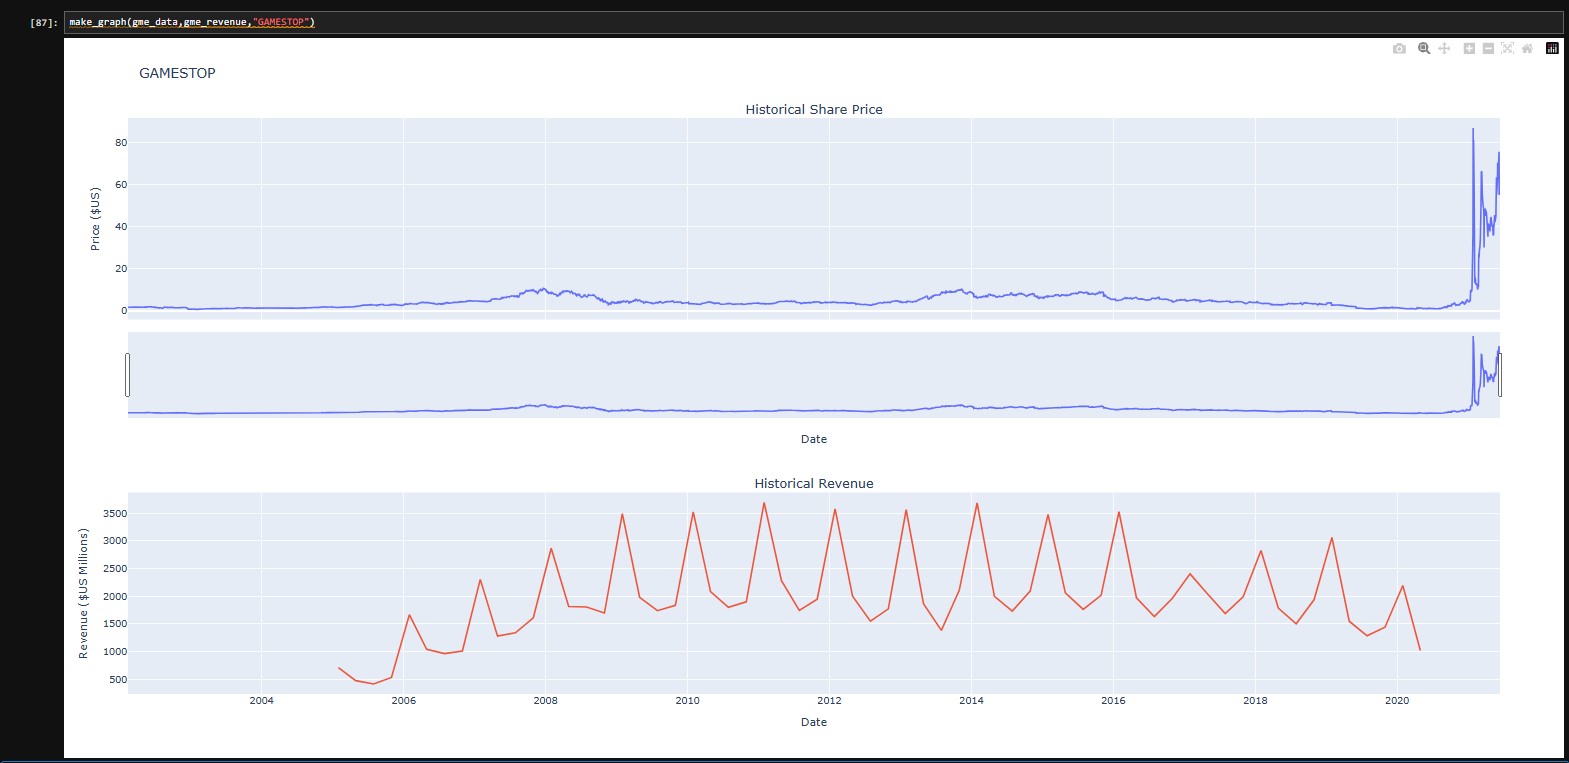 [87]: make_graph(gme_data,gme_revenue,"GAMESTOP")
GAMESTOP
Historical Share Price
80
60
40
20
0
Price ($US)
Date
Historical Revenue
3500
3000
2500
2000
1500
1000
500
Revenue ($US Millions)
2004 2006 2008 2010 2012 2014 2016 2018 2020
Date